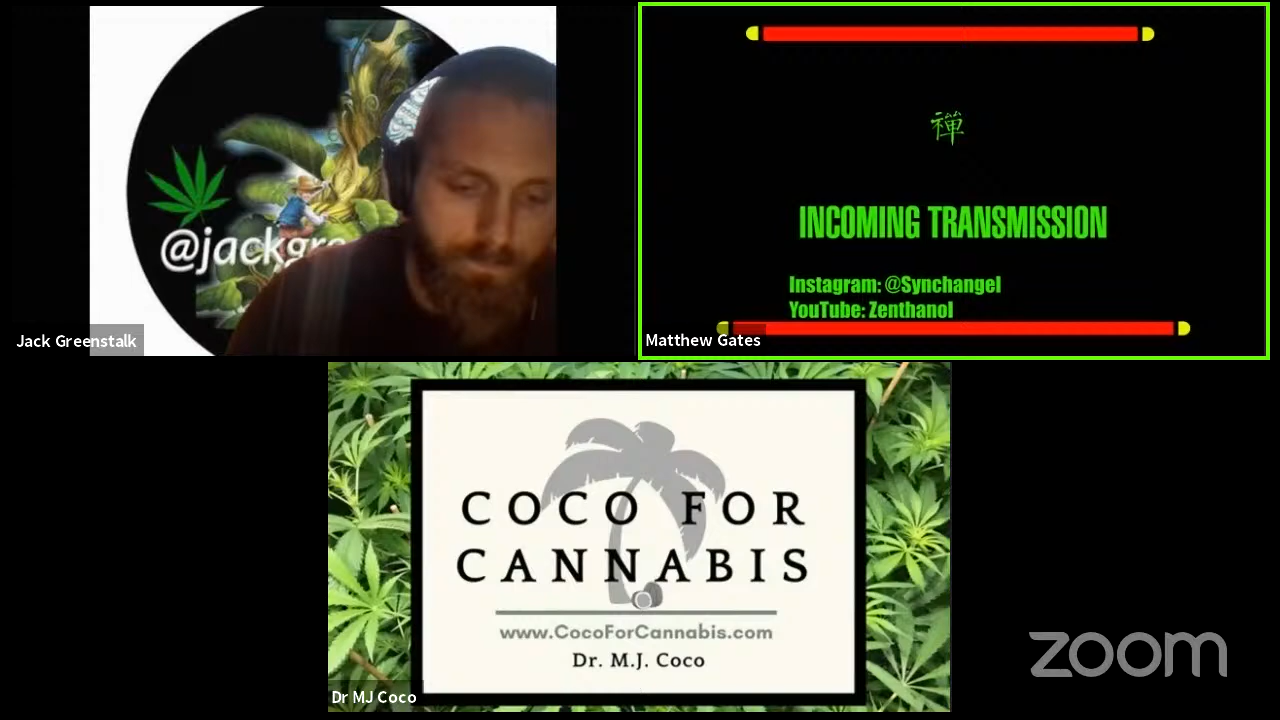 @jackgre
Jack Greenstalk
禪
INCOMING TRANSMISSION
Instagram: @Synchangel
YouTube: Zenthanol
Matthew Gates
COCO FOR
CANNABIS
www.CocoForCannabis.com
Dr. M.J. Coco
Dr MJ Coco
zoom